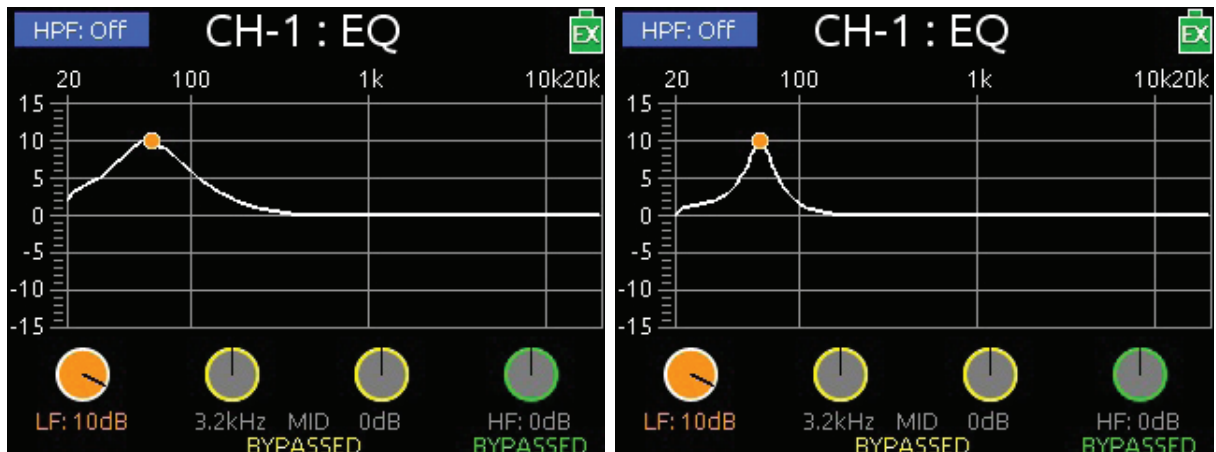 HPF: Off CH-1 : EQ EX
20 100 1k 10k20k
15
10
5
0
-5
-10
-15
LF: 10dB 3.2kHz MID 0dB HF: 0dB
BYPASSED BYPASSED
HPF: Off CH-1 : EQ EX
20 100 1k 10k20k
15
10
5
0
-5
-10
-15
LF: 10dB 3.2kHz MID 0dB HF: 0dB
BYPASSED BYPASSED